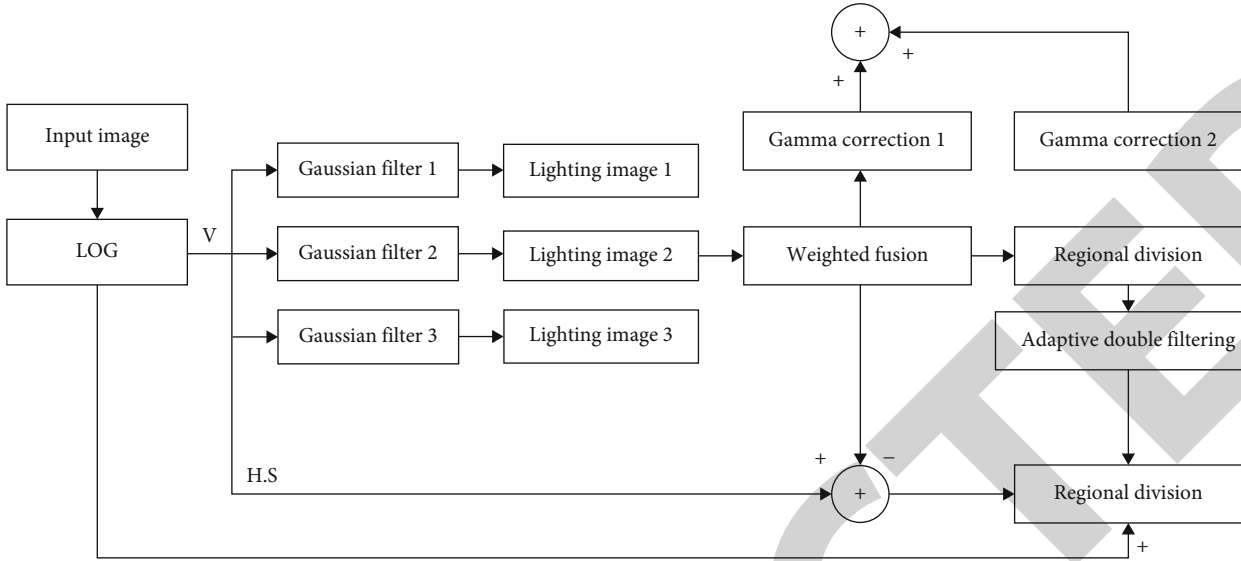 +
+
+
Input image
Gamma correction 1
Gamma correction 2
Gaussian filter 1
Lighting image 1
V
LOG
Gaussian filter 2
Lighting image 2
Weighted fusion
Regional division
Gaussian filter 3
Lighting image 3
Adaptive double filtering
+
−
H.S
+
Regional division
+